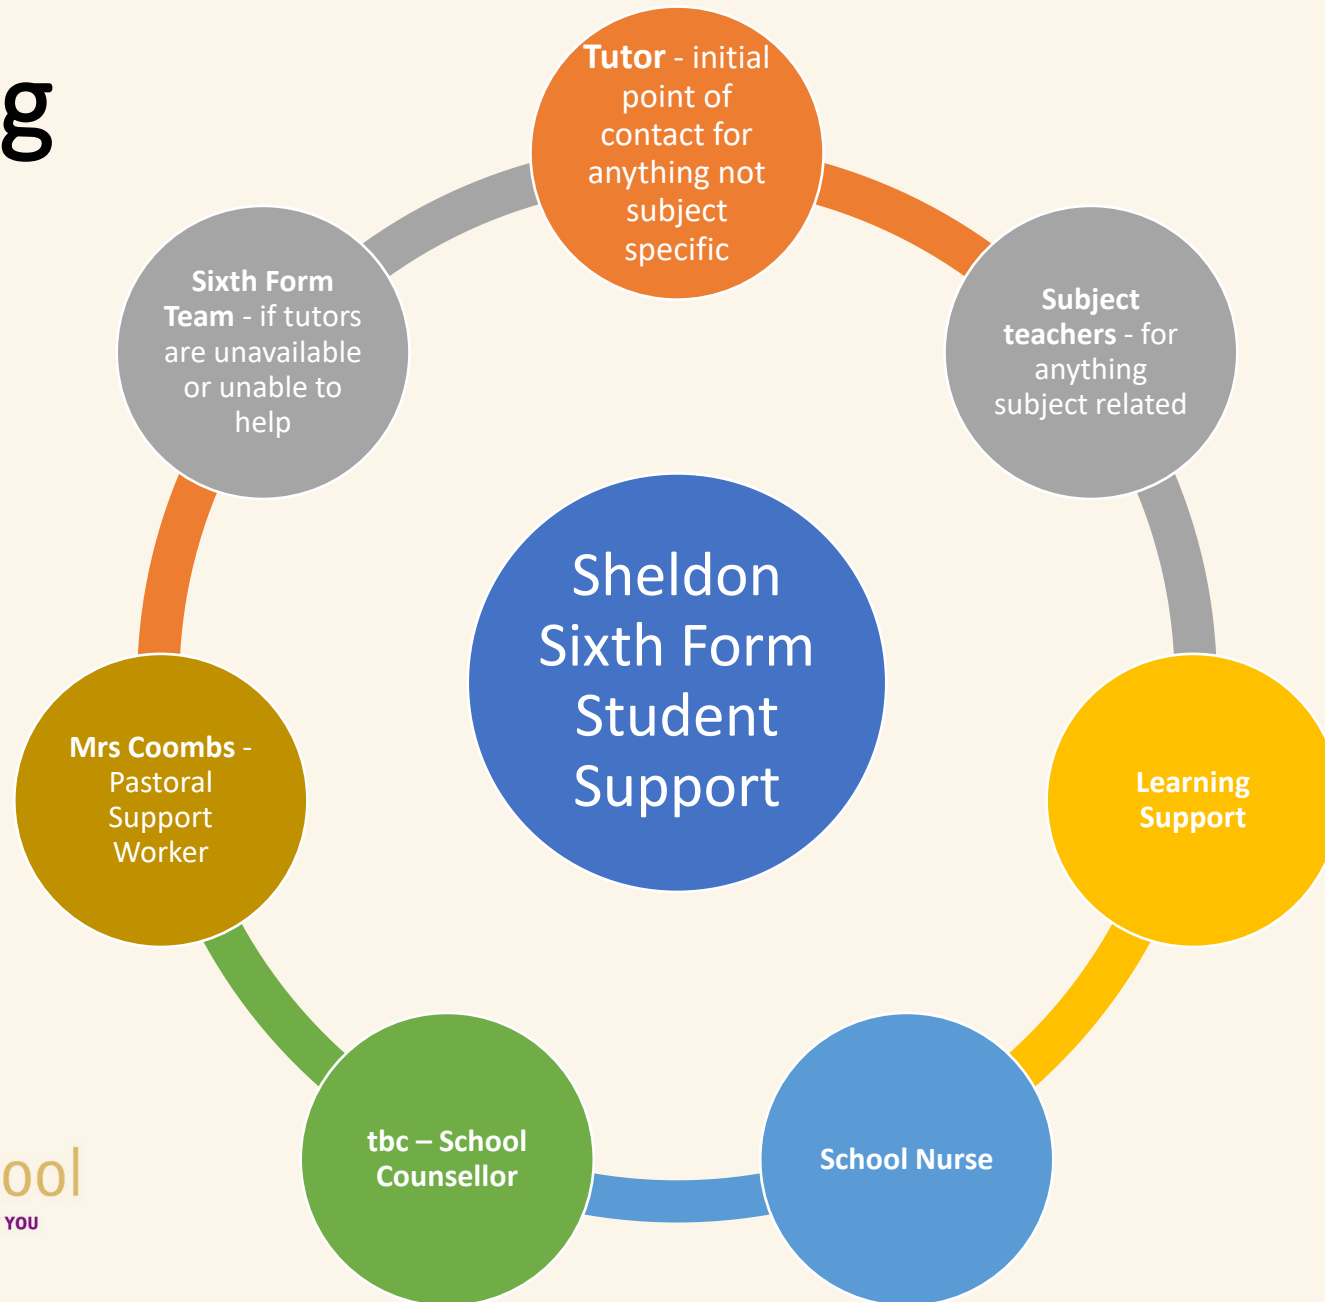 g
Tutor - initial
point of
contact for
anything not
subject
specific
Subject
teachers - for
anything
subject related
Learning
Support
School Nurse
tbc – School
Counsellor
Mrs Coombs -
Pastoral
Support
Worker
Sixth Form
Team - if tutors
are unavailable
or unable to
help
Sheldon
Sixth Form
Student
Support
ool
YOU